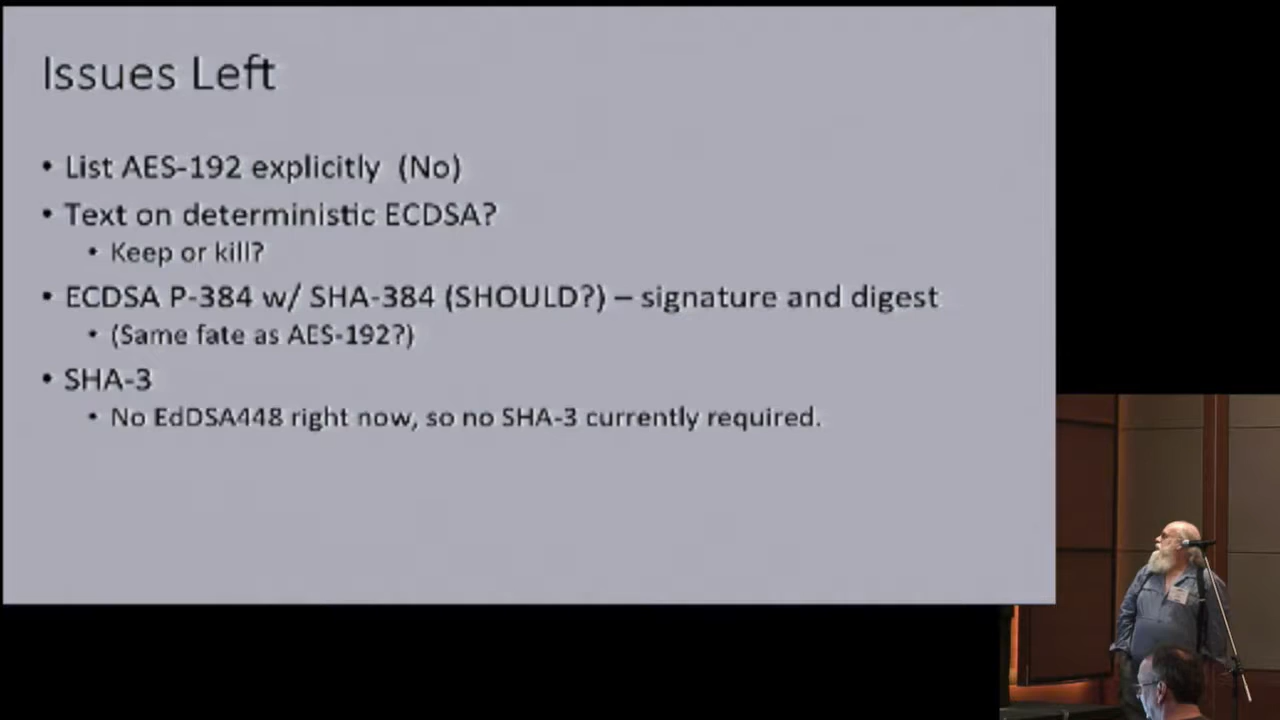 Issues Left
• List AES-192 explicitly (No)
• Text on deterministic ECDSA?
• Keep or kill?
• ECDSA P-384 w/ SHA-384 (SHOULD?) – signature and digest
• (Same fate as AES-192?)
• SHA-3
• No EdDSA448 right now, so no SHA-3 currently required.